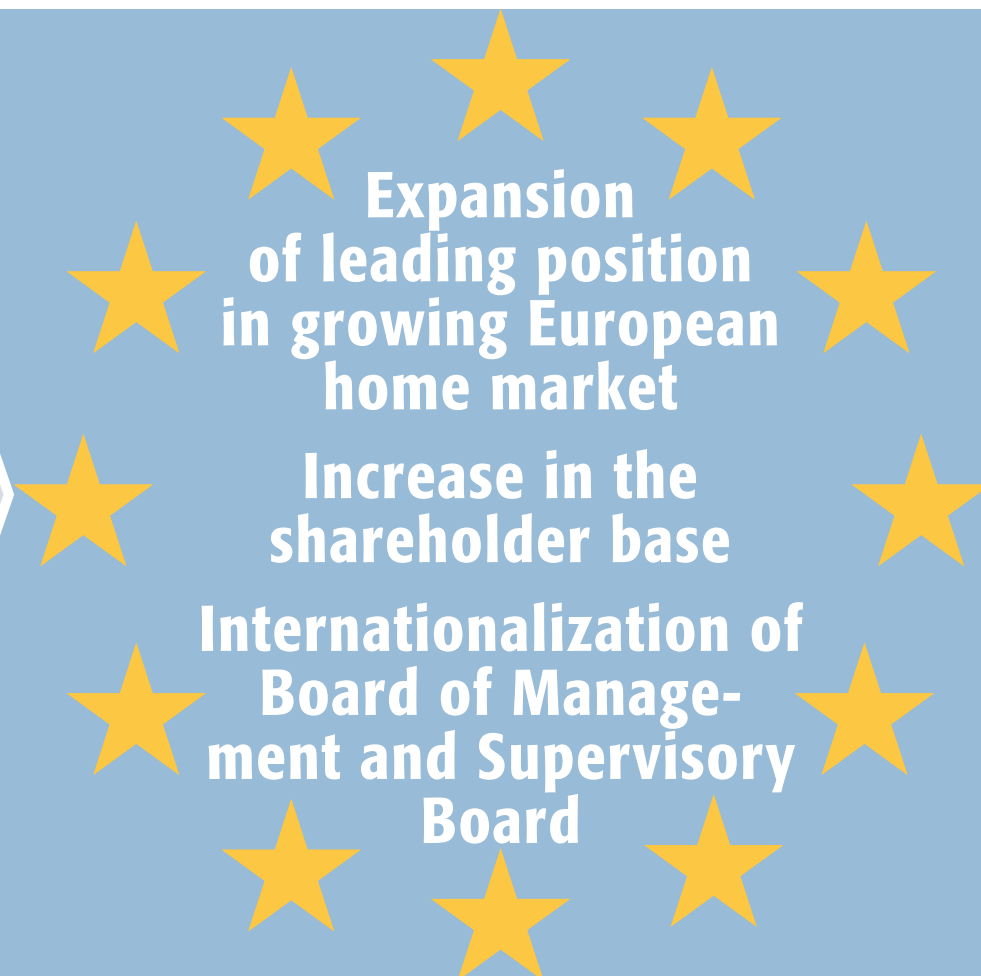 Expansion
of leading position
in growing European
home market
Increase in the
shareholder base
Internationalization of
Board of Manage-
ment and Supervisory
Board